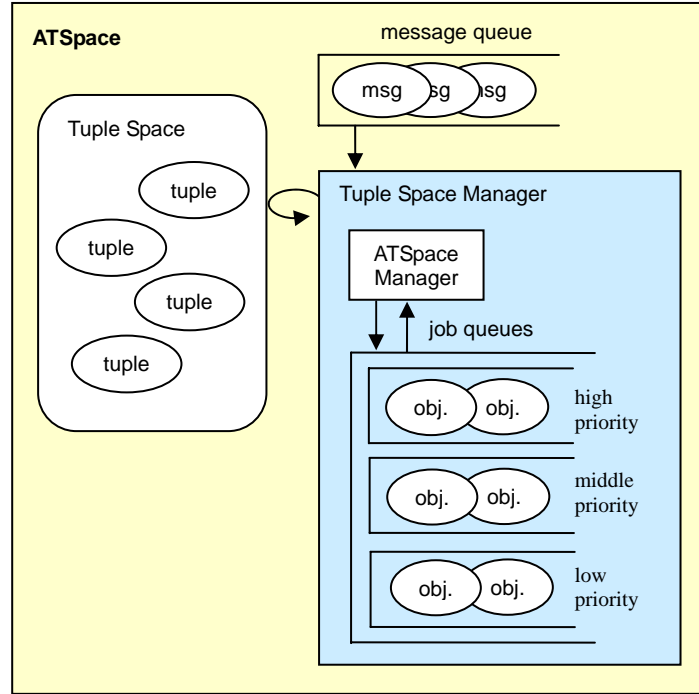 ATSpace
message queue
msg
msg
msg
Tuple Space
tuple
tuple
tuple
tuple
Tuple Space Manager
ATSpace
Manager
job queues
obj.
obj.
high
priority
obj.
obj.
middle
priority
obj.
obj.
low
priority